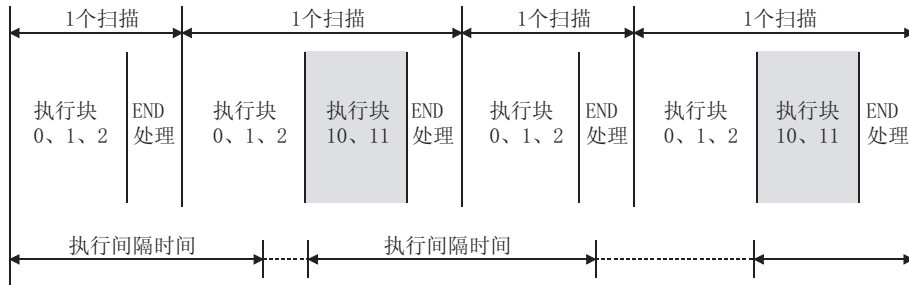 1个扫描
1个扫描
1个扫描
1个扫描
执行块
0、1、2
END
处理
执行块
0、1、2
执行块
10、11
END
处理
执行块
0、1、2
END
处理
执行块
0、1、2
执行块
10、11
END
处理
执行间隔时间
执行间隔时间